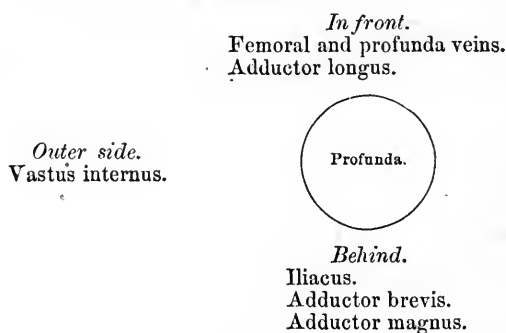 In front.
Femoral and profunda veins.
Adductor longus.
Outer side.
Vastus internus.
Profunda.
Behind.
Iliacus.
Adductor brevis.
Adductor magnus.